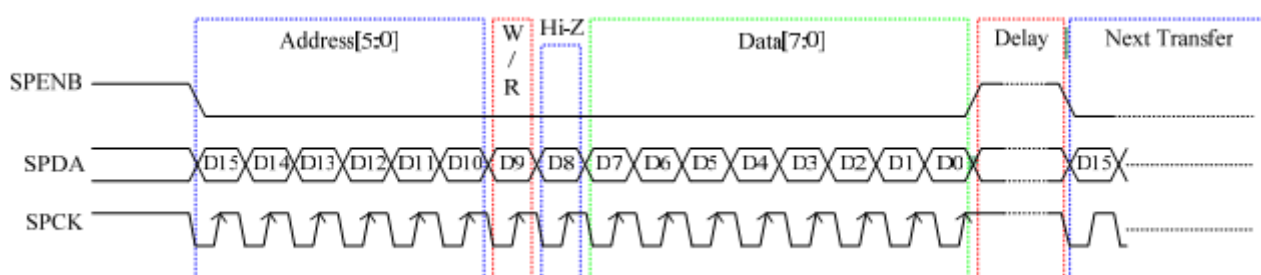 Address[5:0] W/R Hi-Z Data[7:0] Delay Next Transfer
SPENB
SPDA D15 D14 D13 D12 D11 D10 D9 D8 D7 D6 D5 D4 D3 D2 D1 D0 D15
SPCK